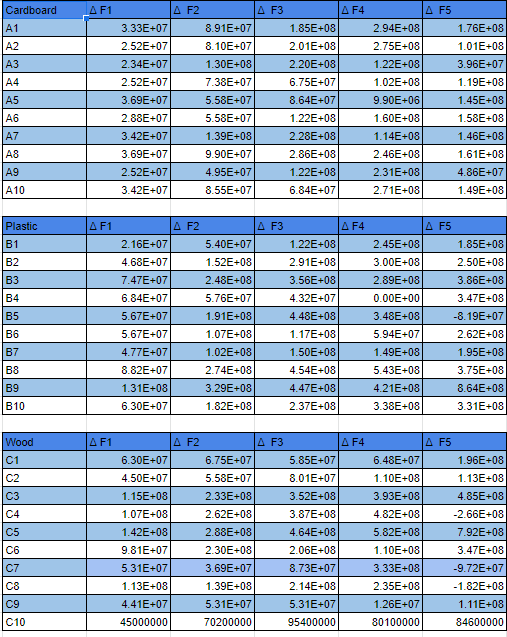 Cardboard Δ F1 Δ F2 Δ F3 Δ F4 Δ F5
A1 3.33E+07 8.91E+07 1.85E+08 2.94E+08 1.76E+08
A2 2.52E+07 8.10E+07 2.01E+08 2.75E+08 1.01E+08
A3 2.34E+07 1.30E+08 2.20E+08 1.22E+08 3.96E+07
A4 2.52E+07 7.38E+07 6.75E+07 1.02E+08 1.19E+08
A5 3.69E+07 5.58E+07 8.64E+07 9.90E+06 1.45E+08
A6 2.88E+07 5.58E+07 1.22E+08 1.60E+08 1.58E+08
A7 3.42E+07 1.39E+08 2.28E+08 1.14E+08 1.46E+08
A8 3.69E+07 9.90E+07 2.86E+08 2.46E+08 1.61E+08
A9 2.52E+07 4.95E+07 1.22E+08 2.31E+08 4.86E+07
A10 3.42E+07 8.55E+07 6.84E+07 2.71E+08 1.49E+08
Plastic Δ F1 Δ F2 Δ F3 Δ F4 Δ F5
B1 2.16E+07 5.40E+07 1.22E+08 2.45E+08 1.85E+08
B2 4.68E+07 1.52E+08 2.91E+08 3.00E+08 2.50E+08
B3 7.47E+07 2.48E+08 3.56E+08 2.89E+08 3.86E+08
B4 6.84E+07 5.76E+07 4.32E+07 0.00E+00 3.47E+08
B5 5.67E+07 1.91E+08 4.48E+08 3.48E+08 -8.19E+07
B6 5.67E+07 1.07E+08 1.17E+08 5.94E+07 2.62E+08
B7 4.77E+07 1.02E+08 1.50E+08 1.49E+08 1.95E+08
B8 8.82E+07 2.74E+08 4.54E+08 5.43E+08 3.75E+08
B9 1.31E+08 3.29E+08 4.47E+08 4.21E+08 8.64E+08
B10 6.30E+07 1.82E+08 2.37E+08 3.38E+08 3.31E+08
Wood Δ F1 Δ F2 Δ F3 Δ F4 Δ F5
C1 6.30E+07 6.75E+07 5.85E+07 6.48E+07 1.96E+08
C2 4.50E+07 5.58E+07 8.01E+07 1.10E+08 1.13E+08
C3 1.15E+08 2.33E+08 3.52E+08 3.93E+08 4.85E+08
C4 1.07E+08 2.62E+08 3.87E+08 4.82E+08 -2.66E+08
C5 1.42E+08 2.88E+08 4.64E+08 5.82E+08 7.92E+08
C6 9.81E+07 2.30E+08 2.06E+08 1.10E+08 3.47E+08
C7 5.31E+07 3.69E+07 8.73E+07 3.33E+08 -9.72E+07
C8 1.13E+08 1.39E+08 2.14E+08 2.35E+08 -1.82E+08
C9 4.41E+07 5.31E+07 5.31E+07 1.26E+07 1.11E+08
C10 45000000 70200000 95400000 80100000 84600000